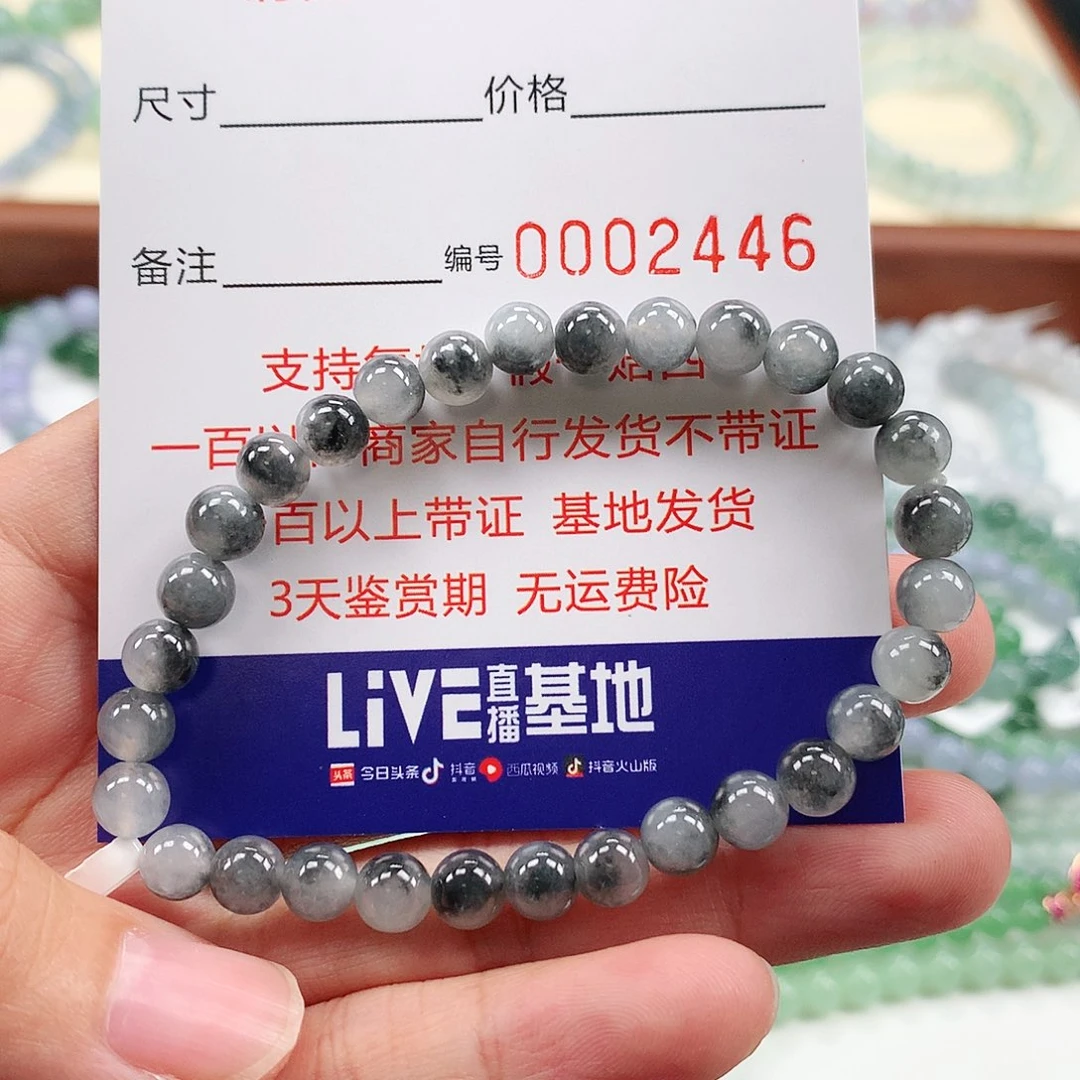 尺寸 价格
备注 编号 0002446
支持
一百 商家自行发货不带证
百以上带证 基地发货
3天鉴赏期 无运费险
LiVE直播基地
头条 今日头条 抖音 西瓜视频 抖音火山版